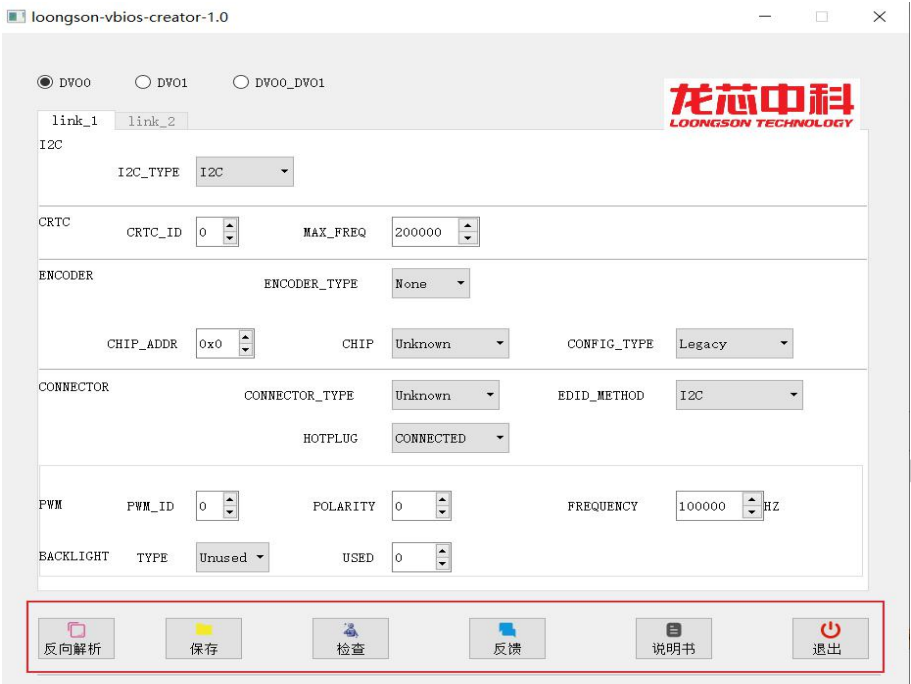 loongson-vbios-creator-1.0
DVO0 DVO1 DVO0_DVO1
龙芯中科
LOONGSON TECHNOLOGY
link_1 link_2
I2C
I2C_TYPE I2C
CRTC
CRTC_ID 0 MAX_FREQ 200000
ENCODER
ENCODER_TYPE None
CHIP_ADDR 0x0 CHIP Unknown CONFIG_TYPE Legacy
CONNECTOR
CONNECTOR_TYPE Unknown EDID_METHOD I2C
HOTPLUG CONNECTED
PWM PWM_ID 0 POLARITY 0 FREQUENCY 100000 HZ
BACKLIGHT TYPE Unused USED 0
反向解析 保存 检查 反馈 说明书 退出